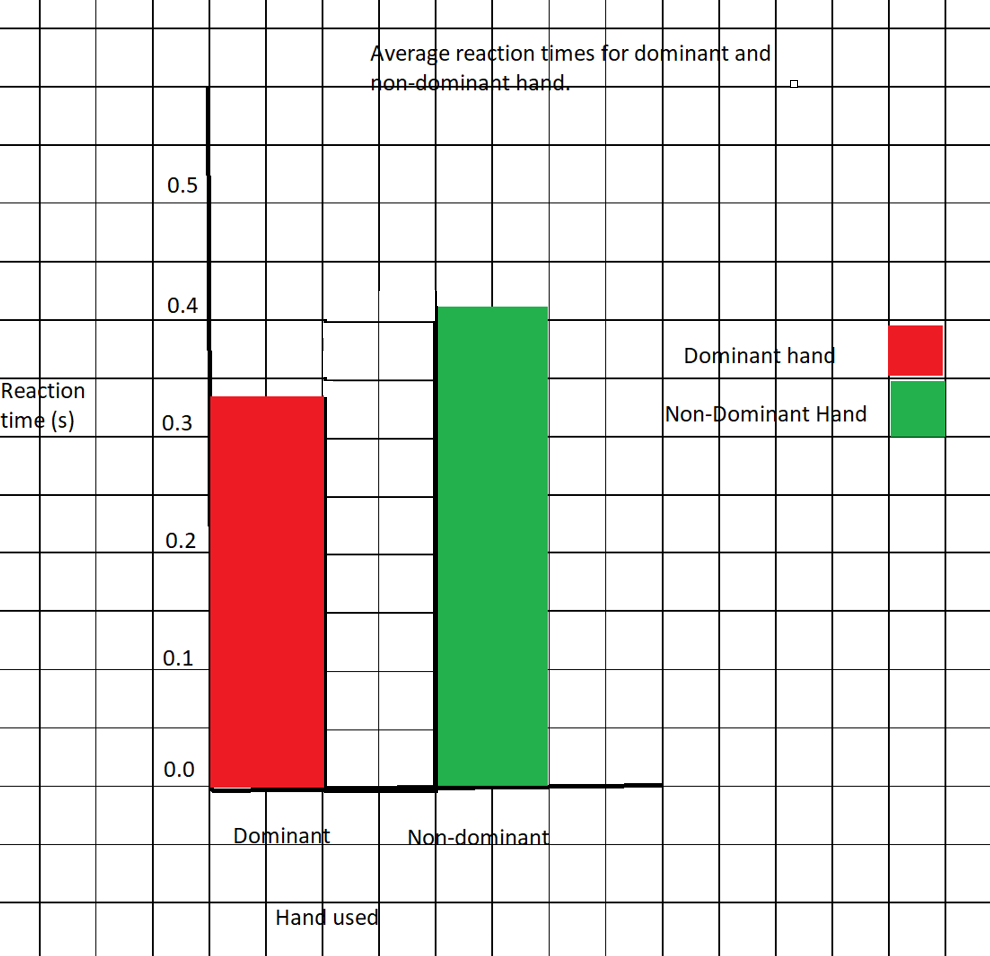 Average reaction times for dominant and
non-dominant hand.
0.5
0.4
Reaction
time (s)
0.3
0.2
0.1
0.0
Dominant hand
Non-Dominant Hand
Dominant
Non-dominant
Hand used